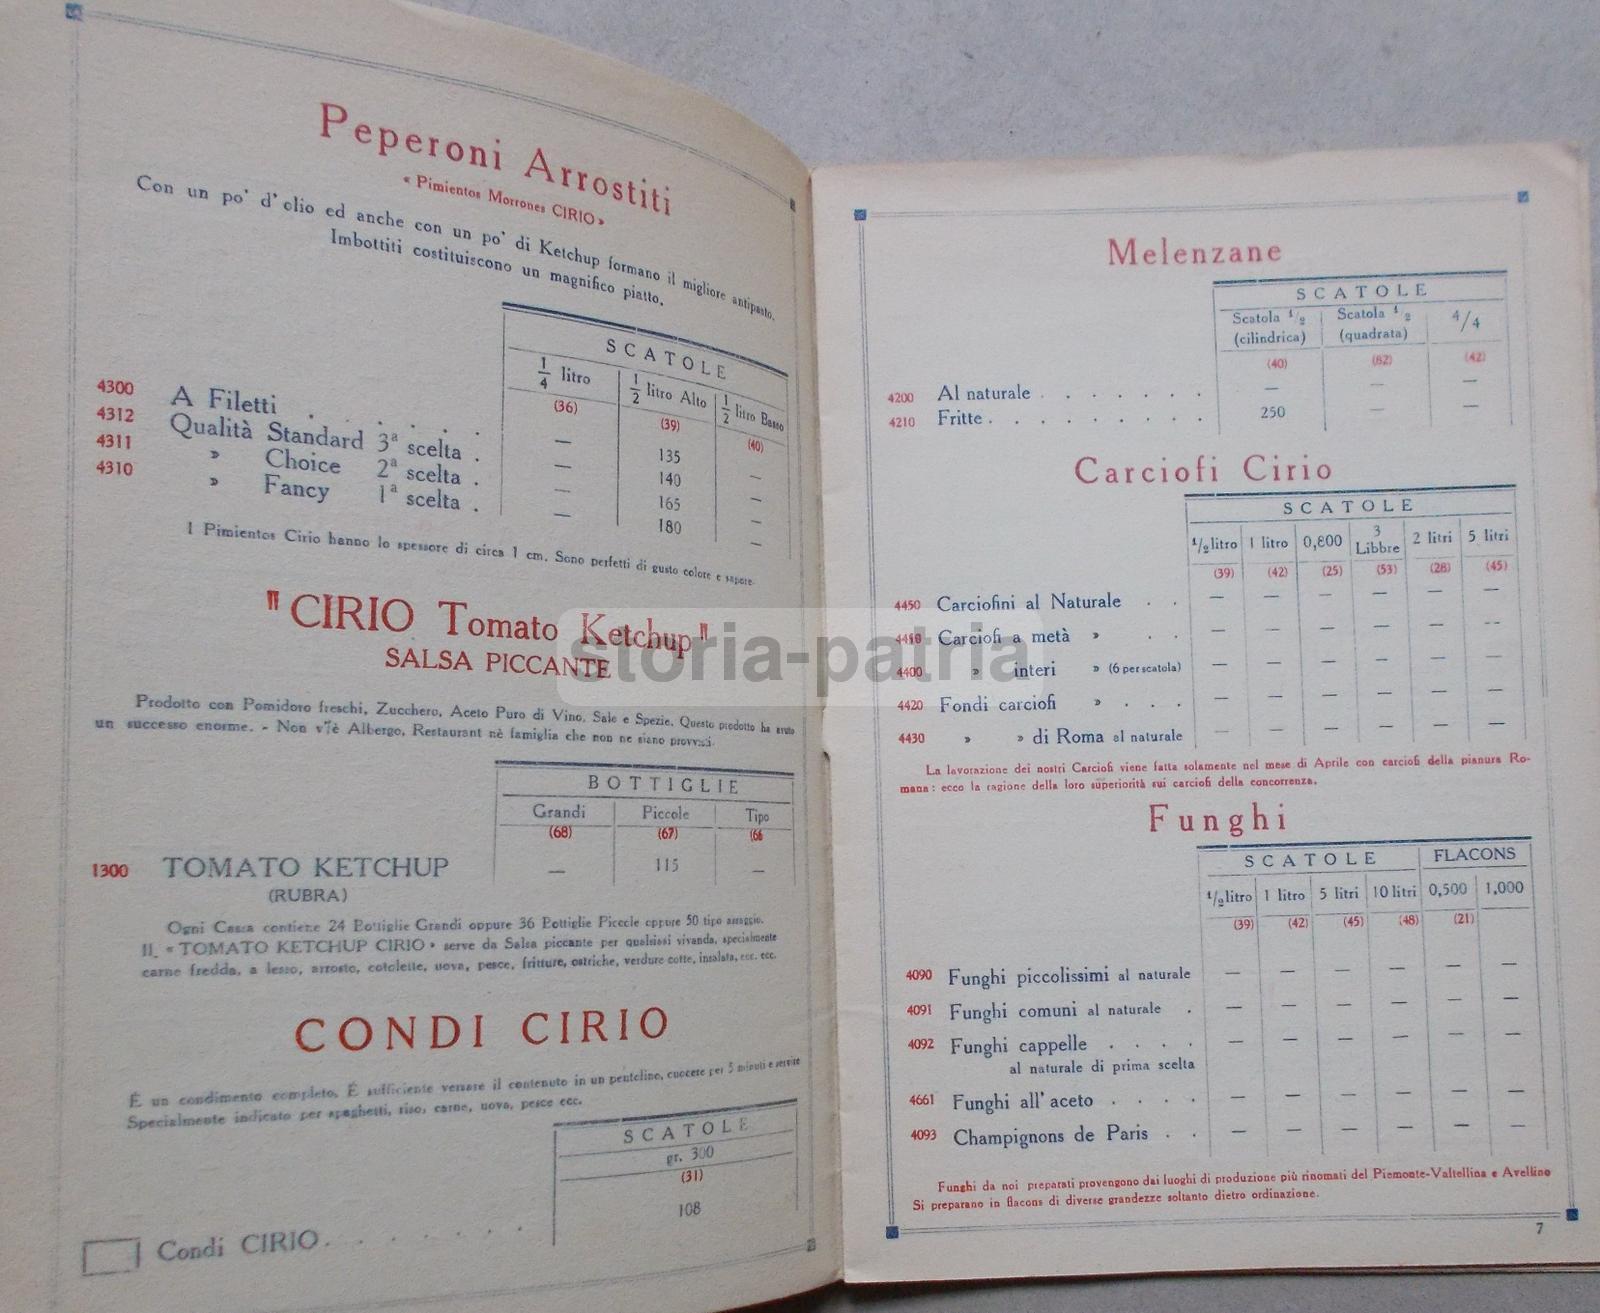 Peperoni Arrostiti
« Pimientos Morrones CIRIO »
Con un po' d'olio ed anche con un po' di Ketchup formano il migliore antipasto.
Imbottiti costituiscono un magnifico piatto.
SCATOLE
1/4 litro 1/2 litro Alto 1/2 litro Basso
(36) (39) (40)
4300 A Filetti . . . . . — 135 —
4312 Qualità Standard 3ª scelta . — 140 —
4311 » Choice 2ª scelta . — 165 —
4310 » Fancy 1ª scelta . — 180 —
I Pimientos Cirio hanno lo spessore di circa 1 cm. Sono perfetti di gusto colore e sapore.
"CIRIO Tomato Ketchup"
SALSA PICCANTE
Prodotto con Pomidoro freschi, Zucchero, Aceto Puro di Vino, Sale e Spezie. Questo prodotto ha avuto
un successo enorme. - Non v'è Albergo, Restaurant nè famiglia che non ne siano provvisti.
BOTTIGLIE
Grandi Piccole Tipo
(68) (67) (66
1300 TOMATO KETCHUP — 115 —
(RUBRA)
Ogni Cassa contiene 24 Bottiglie Grandi oppure 36 Bottiglie Piccole oppure 50 tipo assaggio.
IL « TOMATO KETCHUP CIRIO » serve da Salsa piccante per qualsiasi vivanda, specialmente
carne fredda, a lesso, arrosto, cotolette, uova, pesce, fritture, ostriche, verdure cotte, insalata, ecc. ecc.
CONDI CIRIO
È un condimento completo. È sufficiente versare il contenuto in un pentolino, cuocere per 5 minuti e servire
Specialmente indicato per spaghetti, riso, carne, uova, pesce ecc.
SCATOLE
gr. 300
(31)
Condi CIRIO . . . . . . . 108
Melenzane
SCATOLE
Scatola 1/2 (cilindrica) Scatola 1/2 (quadrata) 4/4
(40) (82) (42)
4200 Al naturale . . . . . . . — — —
4210 Fritte . . . . . . . . . 250 — —
Carciofi Cirio
SCATOLE
1/2 litro 1 litro 0,800 3 Libbre 2 litri 5 litri
(39) (42) (25) (53) (28) (45)
4450 Carciofini al Naturale . . — — — — — —
4410 Carciofi a metà » . . — — — — — --
4400 » interi » (6 per scatola) — — — — — —
4420 Fondi carciofi » . . . — — — — — —
4430 » » di Roma al naturale — — — — — —
La lavorazione dei nostri Carciofi viene fatta solamente nel mese di Aprile con carciofi della pianura Ro-
mana : ecco la ragione della loro superiorità sui carciofi della concorrenza.
Funghi
SCATOLE FLACONS
1/2 litro 1 litro 5 litri 10 litri 0,500 1,000
(39) (42) (45) (48) (21)
4090 Funghi piccolissimi al naturale — — — — — —
4091 Funghi comuni al naturale . — — — — — —
4092 Funghi cappelle . . . . — — — — — —
al naturale di prima scelta
4661 Funghi all'aceto . . . . — — — — — —
4093 Champignons de Paris . . — — — — — —
Funghi da noi preparati provengono dai luoghi di produzione più rinomati del Piemonte-Valtellina e Avellino
Si preparano in flacons di diverse grandezze soltanto dietro ordinazione.
7
storia-patria